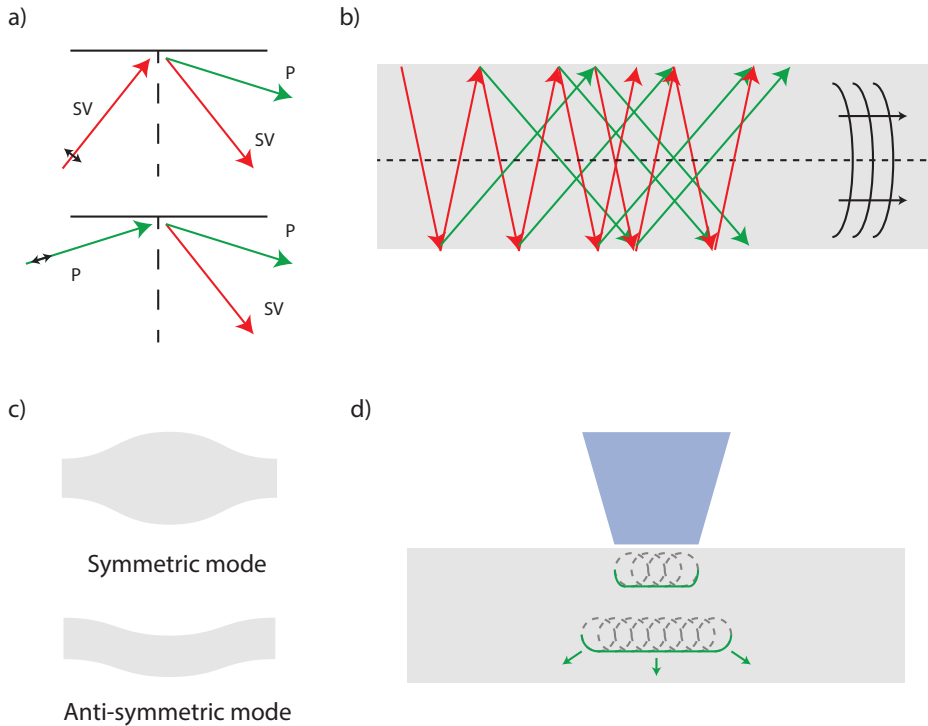 a)
P
SV
SV
P
P
SV
b)
c)
Symmetric mode
Anti-symmetric mode
d)